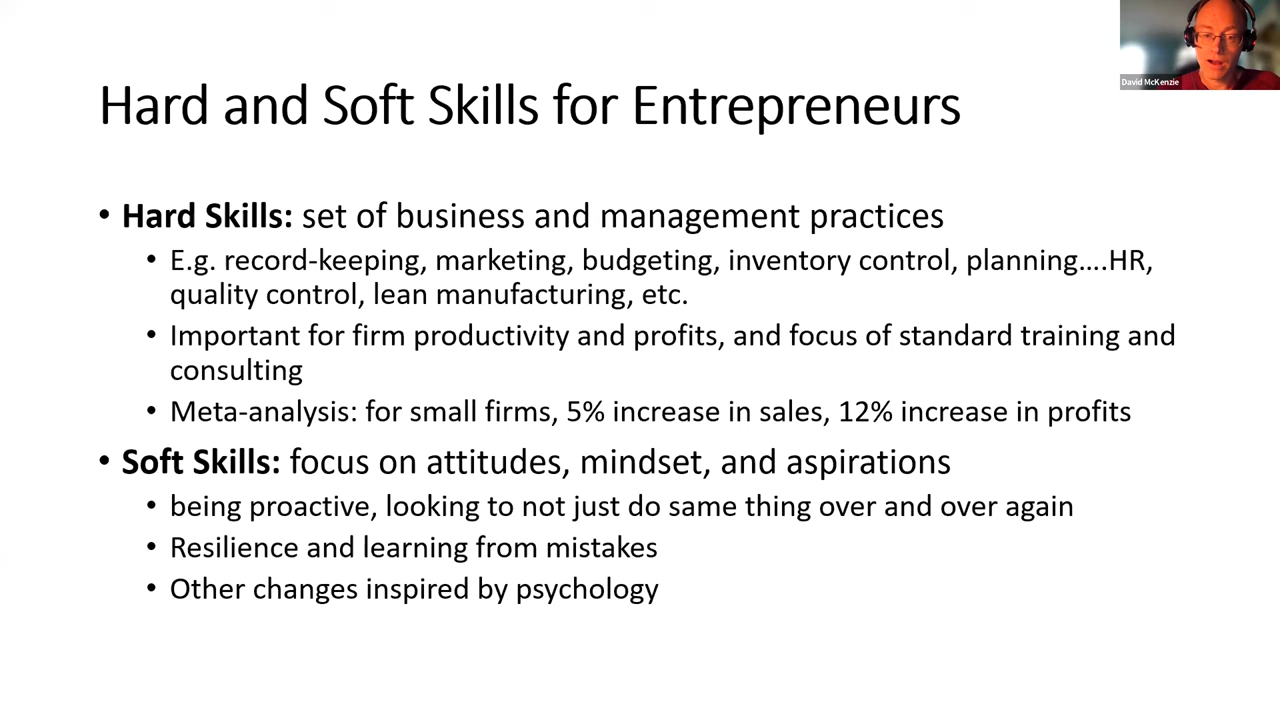 David McKenzie
Hard and Soft Skills for Entrepreneurs
• Hard Skills: set of business and management practices
• E.g. record-keeping, marketing, budgeting, inventory control, planning....HR,
quality control, lean manufacturing, etc.
• Important for firm productivity and profits, and focus of standard training and
consulting
• Meta-analysis: for small firms, 5% increase in sales, 12% increase in profits
• Soft Skills: focus on attitudes, mindset, and aspirations
• being proactive, looking to not just do same thing over and over again
• Resilience and learning from mistakes
• Other changes inspired by psychology